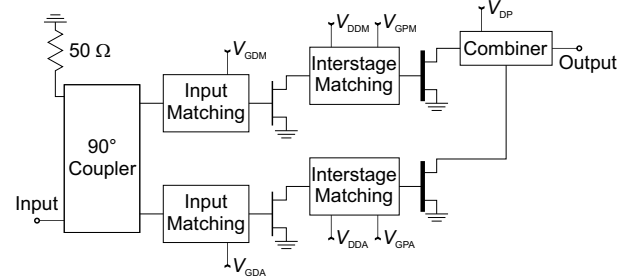 V_DP
V_DDM V_GPM
50 Ω
V_GDM
Combiner
Output
Interstage
Matching
Input
Matching
90°
Coupler
Interstage
Matching
Input
Input
Matching
V_DDA V_GPA
V_GDA